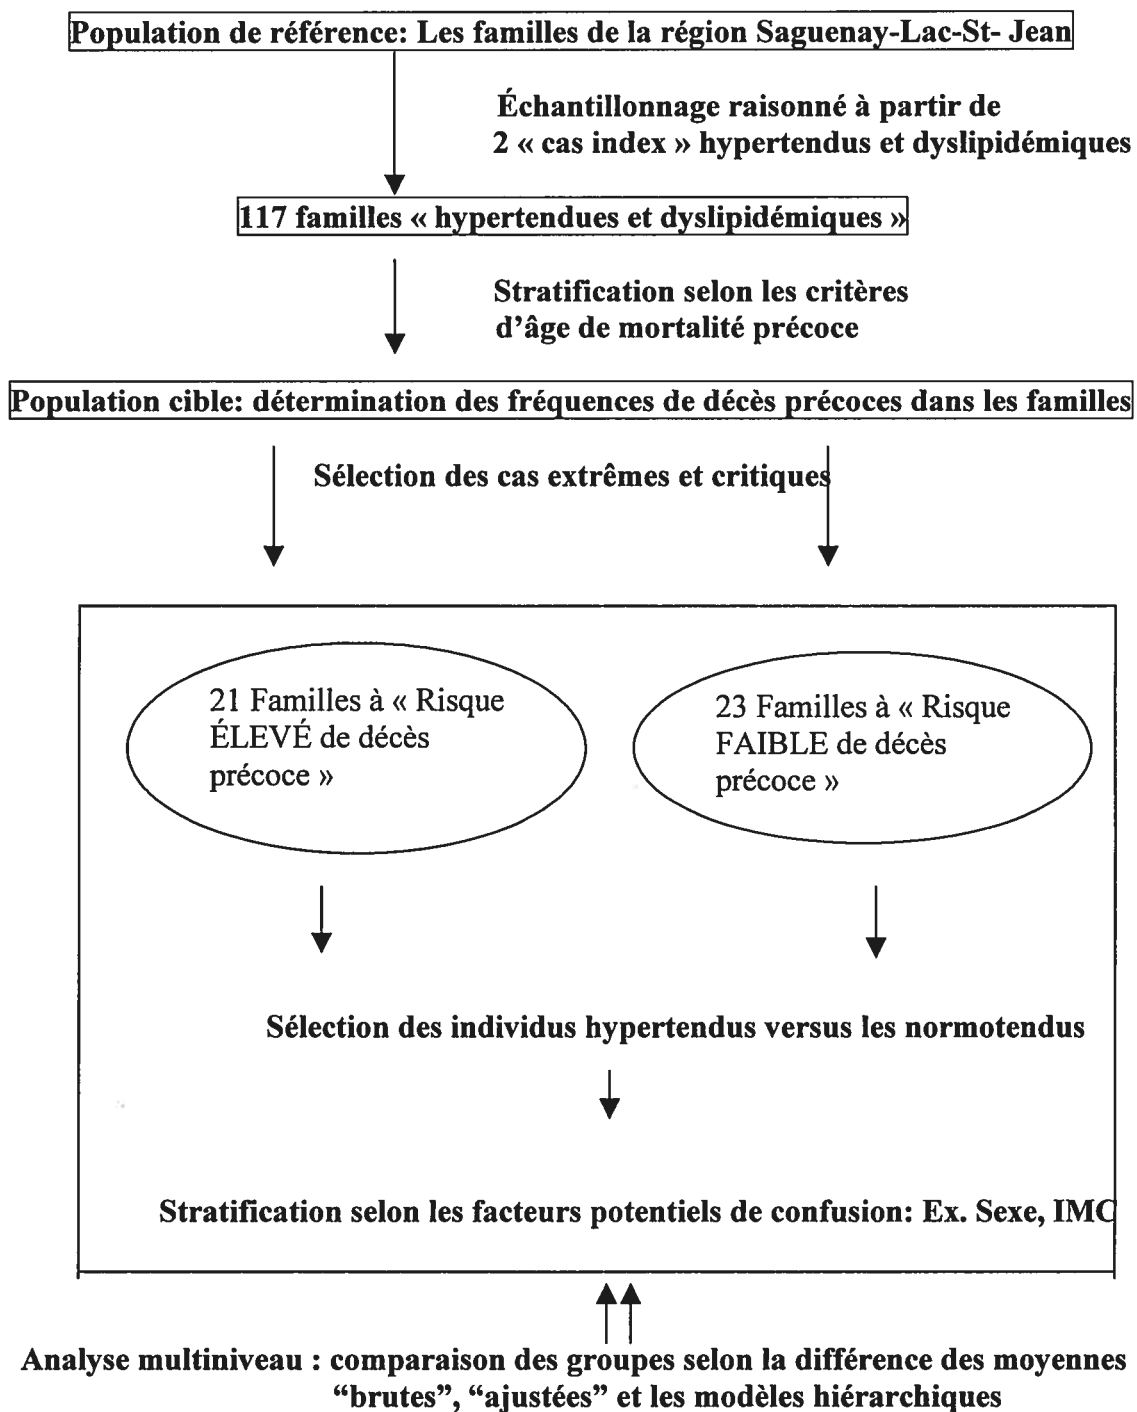 Population de référence: Les familles de la région Saguenay-Lac-St- Jean
Échantillonnage raisonné à partir de
2 « cas index » hypertendus et dyslipidémiques
117 familles « hypertendues et dyslipidémiques »
Stratification selon les critères
d'âge de mortalité précoce
Population cible: détermination des fréquences de décès précoces dans les familles
Sélection des cas extrêmes et critiques
21 Familles à « Risque
ÉLEVÉ de décès
précoce »
23 Familles à « Risque
FAIBLE de décès
précoce »
Sélection des individus hypertendus versus les normotendus
Stratification selon les facteurs potentiels de confusion: Ex. Sexe, IMC
Analyse multiniveau : comparaison des groupes selon la différence des moyennes
“brutes”, “ajustées” et les modèles hiérarchiques